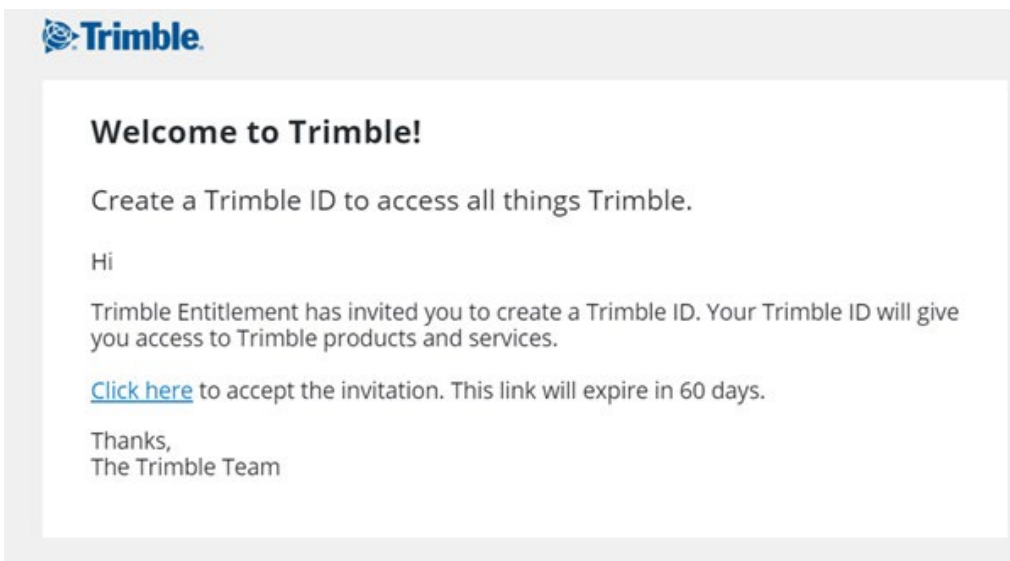 Trimble.
Welcome to Trimble!
Create a Trimble ID to access all things Trimble.
Hi
Trimble Entitlement has invited you to create a Trimble ID. Your Trimble ID will give
you access to Trimble products and services.
Click here to accept the invitation. This link will expire in 60 days.
Thanks,
The Trimble Team